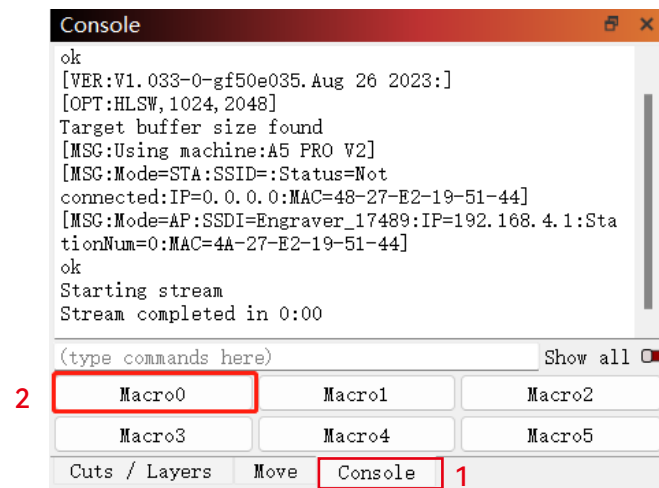 Console
ok
[VER:V1.033-0-gf50e035.Aug 26 2023:]
[OPT:HLSW,1024,2048]
Target buffer size found
[MSG:Using machine:A5 PRO V2]
[MSG:Mode=STA:SSID=:Status=Not
connected:IP=0.0.0.0:MAC=48-27-E2-19-51-44]
[MSG:Mode=AP:SSDI=Engraver_17489:IP=192.168.4.1:Sta
tionNum=0:MAC=4A-27-E2-19-51-44]
ok
Starting stream
Stream completed in 0:00
(type commands here) Show all
2 Macro0 Macro1 Macro2
Macro3 Macro4 Macro5
Cuts / Layers Move Console 1